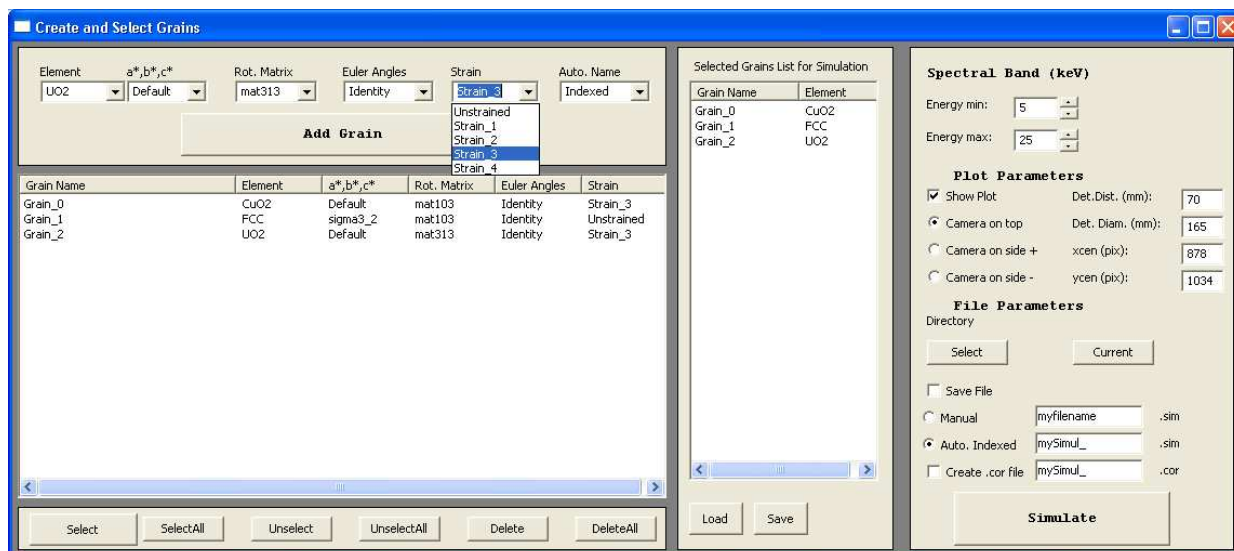 Create and Select Grains
Element a*,b*,c* Rot. Matrix Euler Angles Strain Auto. Name
UO2 Default mat313 Identity Strain_3 Indexed
Unstrained
Strain_1
Strain_2
Strain_3
Strain_4
Add Grain
Grain Name Element a*,b*,c* Rot. Matrix Euler Angles Strain
Grain_0 CuO2 Default mat103 Identity Strain_3
Grain_1 FCC sigma3_2 mat103 Identity Unstrained
Grain_2 UO2 Default mat313 Identity Strain_3
Select SelectAll Unselect UnselectAll Delete DeleteAll
Selected Grains List for Simulation
Grain Name Element
Grain_0 CuO2
Grain_1 FCC
Grain_2 UO2
Load Save
Spectral Band (keV)
Energy min: 5
Energy max: 25
Plot Parameters
Show Plot Det.Dist. (mm): 70
Camera on top Det. Diam. (mm): 165
Camera on side + xcen (pix): 878
Camera on side - ycen (pix): 1034
File Parameters
Directory
Select Current
Save File
Manual myfilename .sim
Auto. Indexed mySimul_ .sim
Create .cor file mySimul_ .cor
Simulate